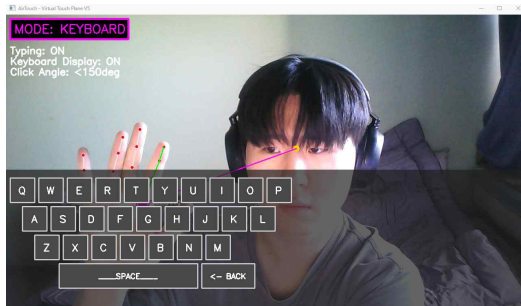 AirTouch - Virtual Touch Plane V5
MODE: KEYBOARD
Typing: ON
Keyboard Display: ON
Click Angle: <150deg
Q W E R T Y U I O P
A S D F G H J K L
Z X C V B N M
___SPACE___ <- BACK